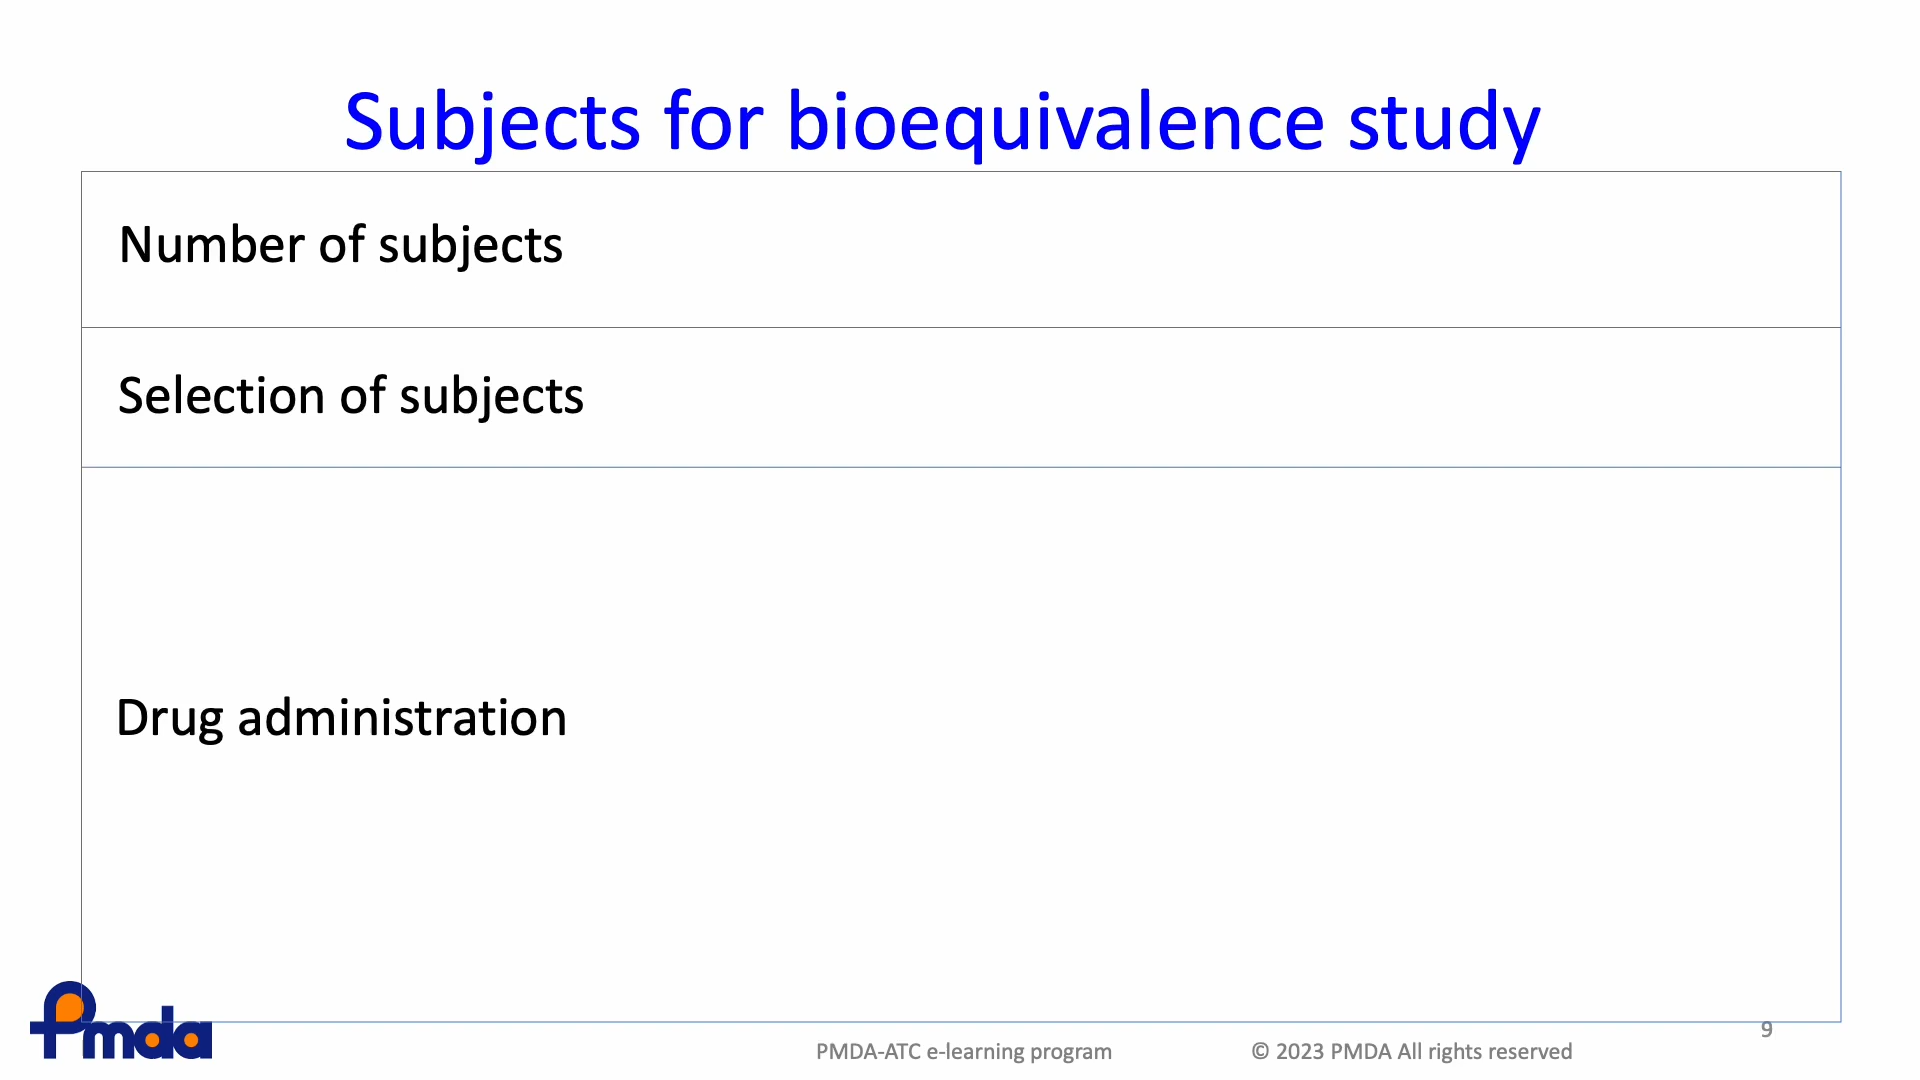 Subjects for bioequivalence study
Number of subjects
Selection of subjects
Drug administration
pmda
9
PMDA-ATC e-learning program
© 2023 PMDA All rights reserved